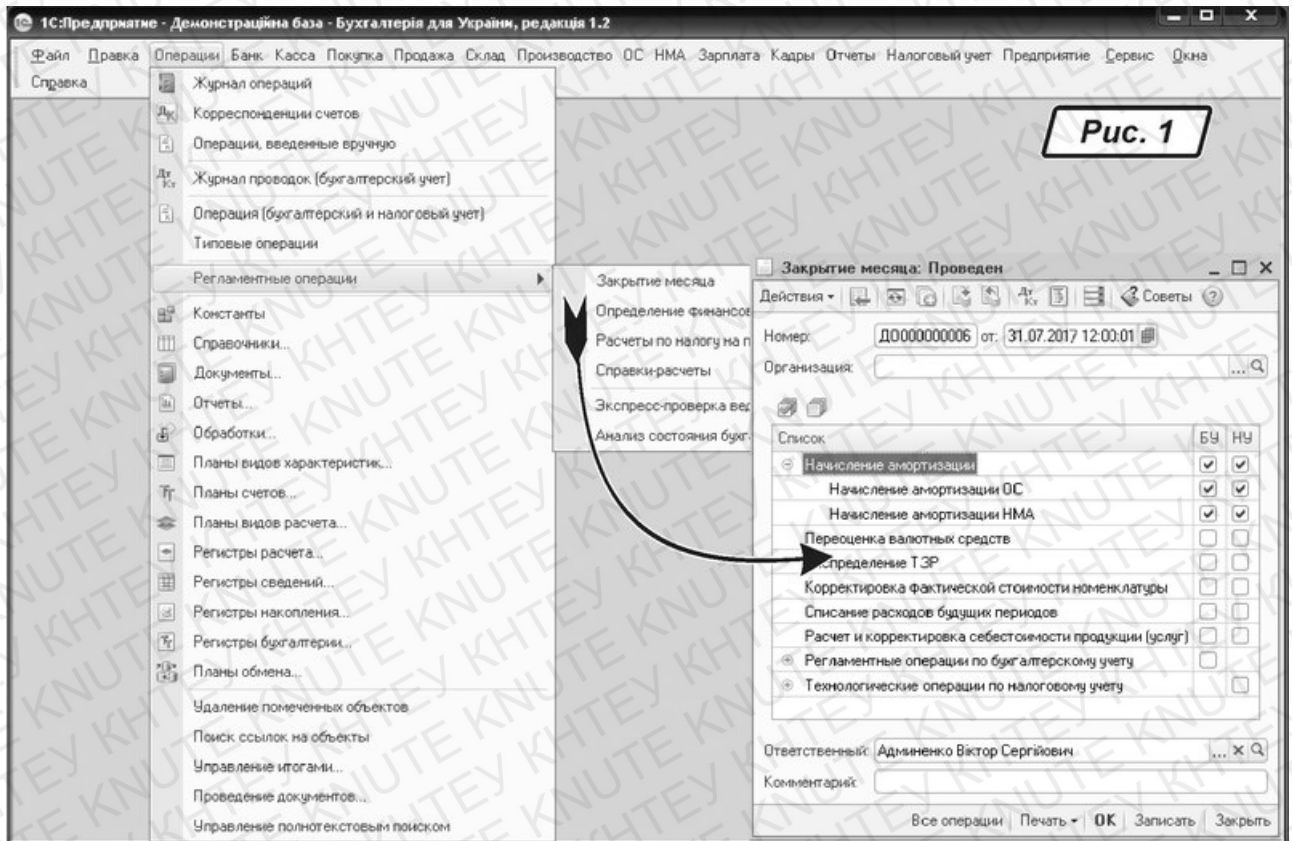 1С:Предприятие - Демонстраційна база - Бухгалтерія для України, редакція 1.2
Файл Правка Операции Банк Касса Покупка Продажа Склад Производство ОС НМА Зарплата Кадры Отчеты Налоговый учет Предприятие Сервис Окна
Справка
Журнал операций
Корреспонденции счетов
Операции, введенные вручную
Журнал проводок (бухгалтерский учет)
Операция (бухгалтерский и налоговый учет)
Типовые операции
Регламентные операции
Константы
Справочники...
Документы...
Отчеты...
Обработки...
Планы видов характеристик...
Планы счетов...
Планы видов расчета...
Регистры расчета...
Регистры сведений...
Регистры накопления...
Регистры бухгалтерии...
Планы обмена...
Удаление помеченных объектов
Поиск ссылок на объекты
Управление итогами...
Проведение документов...
Управление полнотекстовым поиском
Рис. 1
Закрытие месяца
Определение финансов
Расчеты по налогу на п
Справки-расчеты
Экспресс-проверка вед
Анализ состояния бухг
Закрытие месяца: Проведен
Действия Советы
Номер: ДО000000006 от: 31.07.2017 12:00:01
Организация:
Список БУ НУ
Начисление амортизации
Начисление амортизации ОС
Начисление амортизации НМА
Переоценка валютных средств
спределение ТЗР
Корректировка фактической стоимости номенклатуры
Списание расходов будущих периодов
Расчет и корректировка себестоимости продукции (услуг)
Регламентные операции по бухгалтерскому учету
Технологические операции по налоговому учету
Ответственный: Админенко Віктор Сергійович
Комментарий:
Все операции Печать OK Записать Закрыть
KNUTE KHTEY KNUTE KHTEY